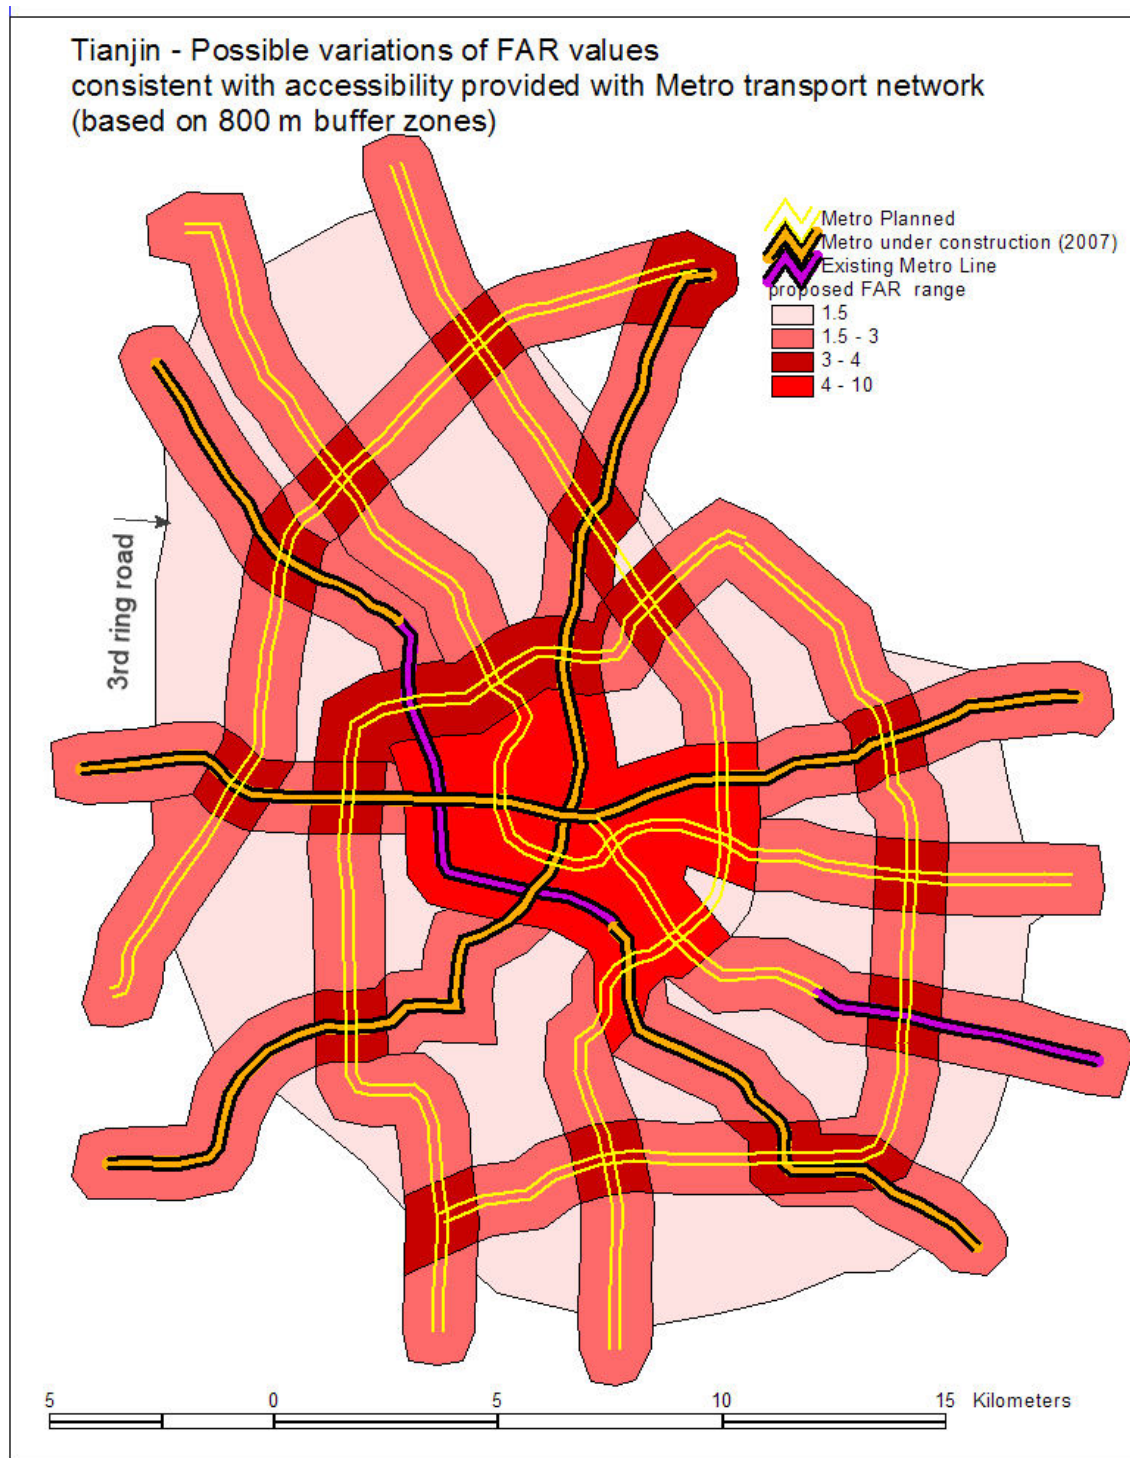 Tianjin - Possible variations of FAR values
consistent with accessibility provided with Metro transport network
(based on 800 m buffer zones)
Metro Planned
Metro under construction (2007)
Existing Metro Line
proposed FAR range
1.5
1.5 - 3
3 - 4
4 - 10
3rd ring road
5 0 5 10 15 Kilometers